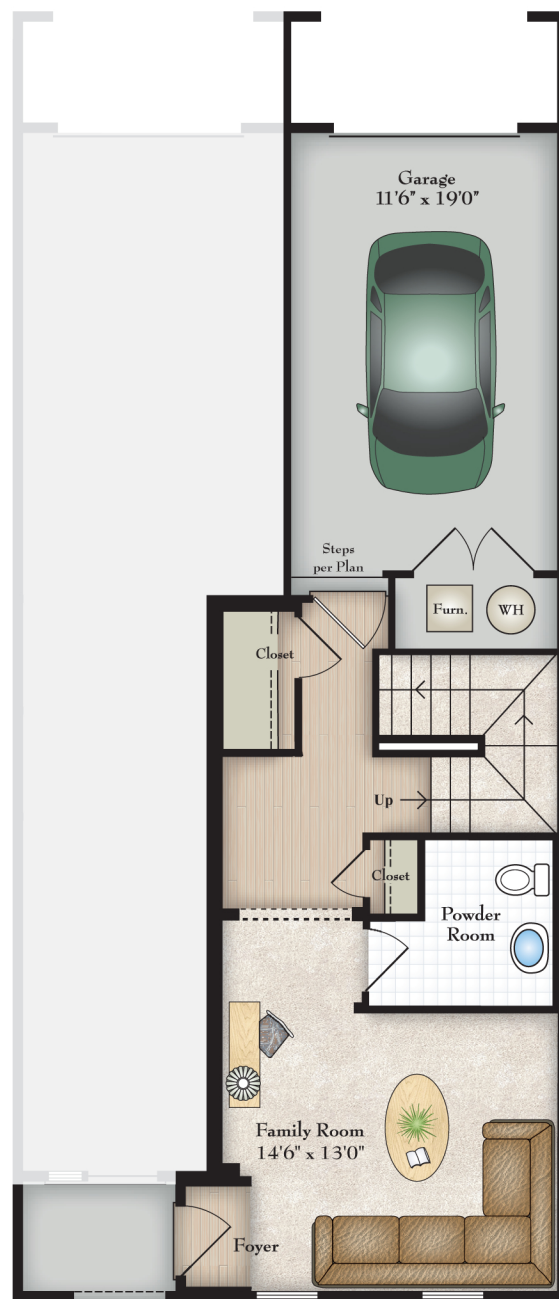 Garage
11'6" x 19'0"
Steps
per Plan
Furn.
WH
Closet
Up
Closet
Powder
Room
Family Room
14'6" x 13'0"
Foyer